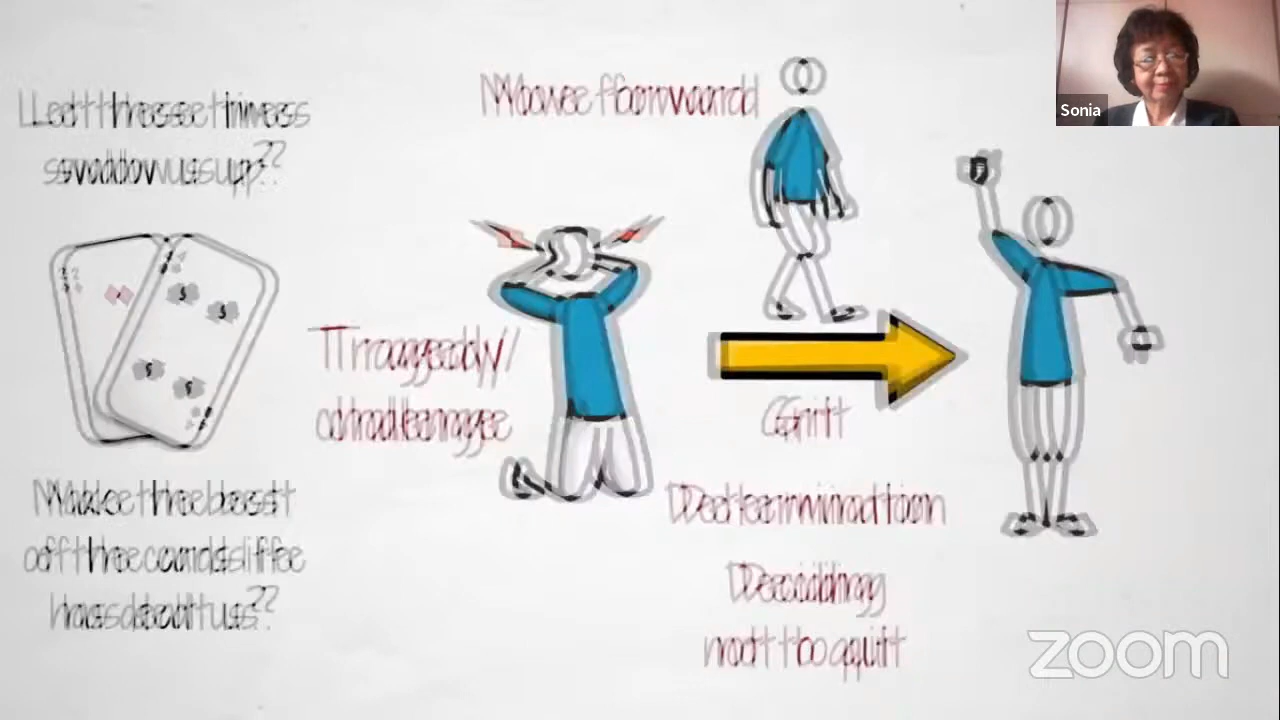 Let these times
swallow us up?
Make the best
of the cards life
has dealt us?
Tragedy/
challenge
Move forward
Grit
Determination
Deciding
not to quit
Sonia
zoom